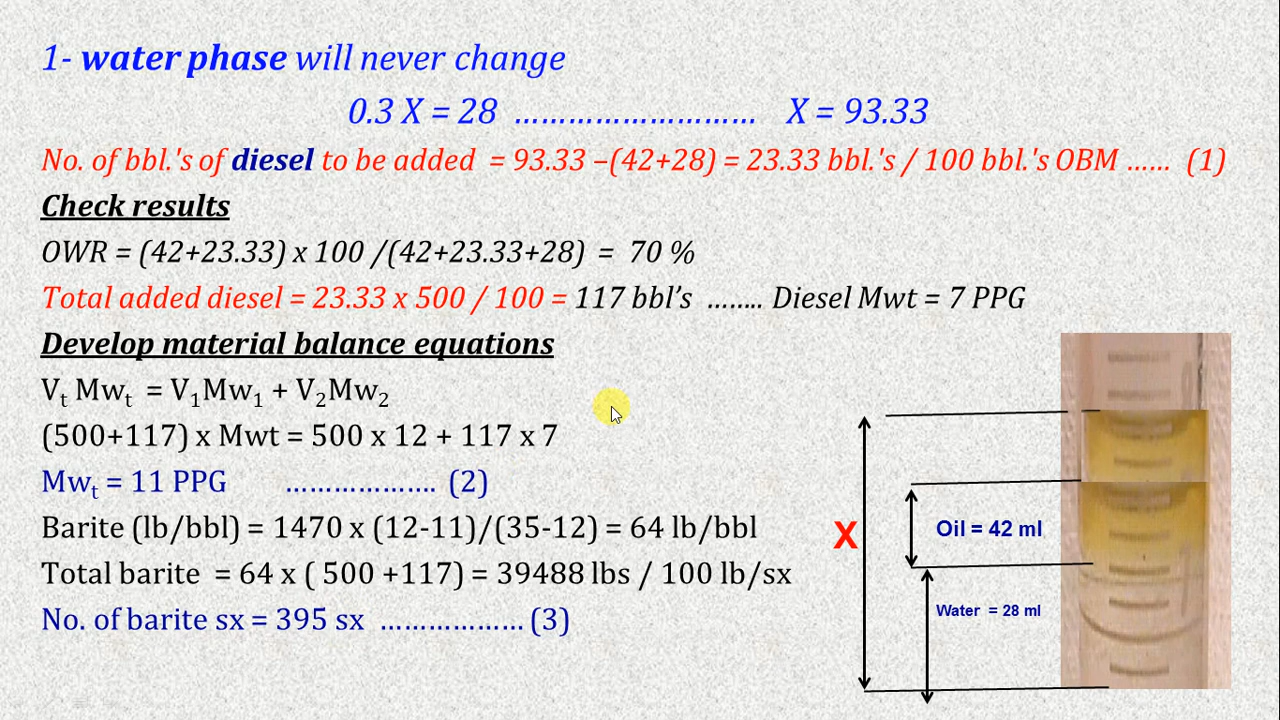 1- water phase will never change
0.3 X = 28 ………………………… X = 93.33
No. of bbl.'s of diesel to be added = 93.33 –(42+28) = 23.33 bbl.'s / 100 bbl.'s OBM …… (1)
Check results
OWR = (42+23.33) x 100 /(42+23.33+28) = 70 %
Total added diesel = 23.33 x 500 / 100 = 117 bbl’s …….. Diesel Mwt = 7 PPG
Develop material balance equations
Vt Mwt = V1Mw1 + V2Mw2
(500+117) x Mwt = 500 x 12 + 117 x 7
Mwt = 11 PPG ………………. (2)
Barite (lb/bbl) = 1470 x (12-11)/(35-12) = 64 lb/bbl
Total barite = 64 x ( 500 +117) = 39488 lbs / 100 lb/sx
No. of barite sx = 395 sx ……………… (3)
X
Oil = 42 ml
Water = 28 ml